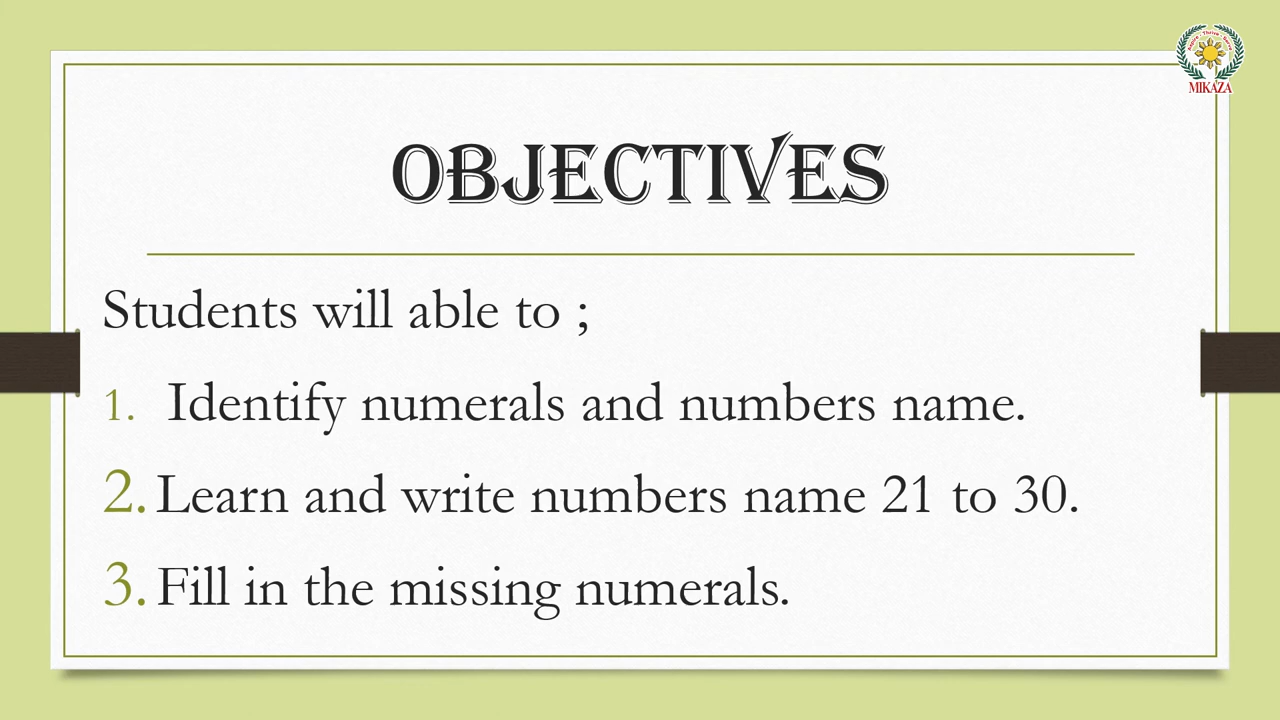 MIKAZA
OBJECTIVES
Students will able to ;
1. Identify numerals and numbers name.
2. Learn and write numbers name 21 to 30.
3. Fill in the missing numerals.